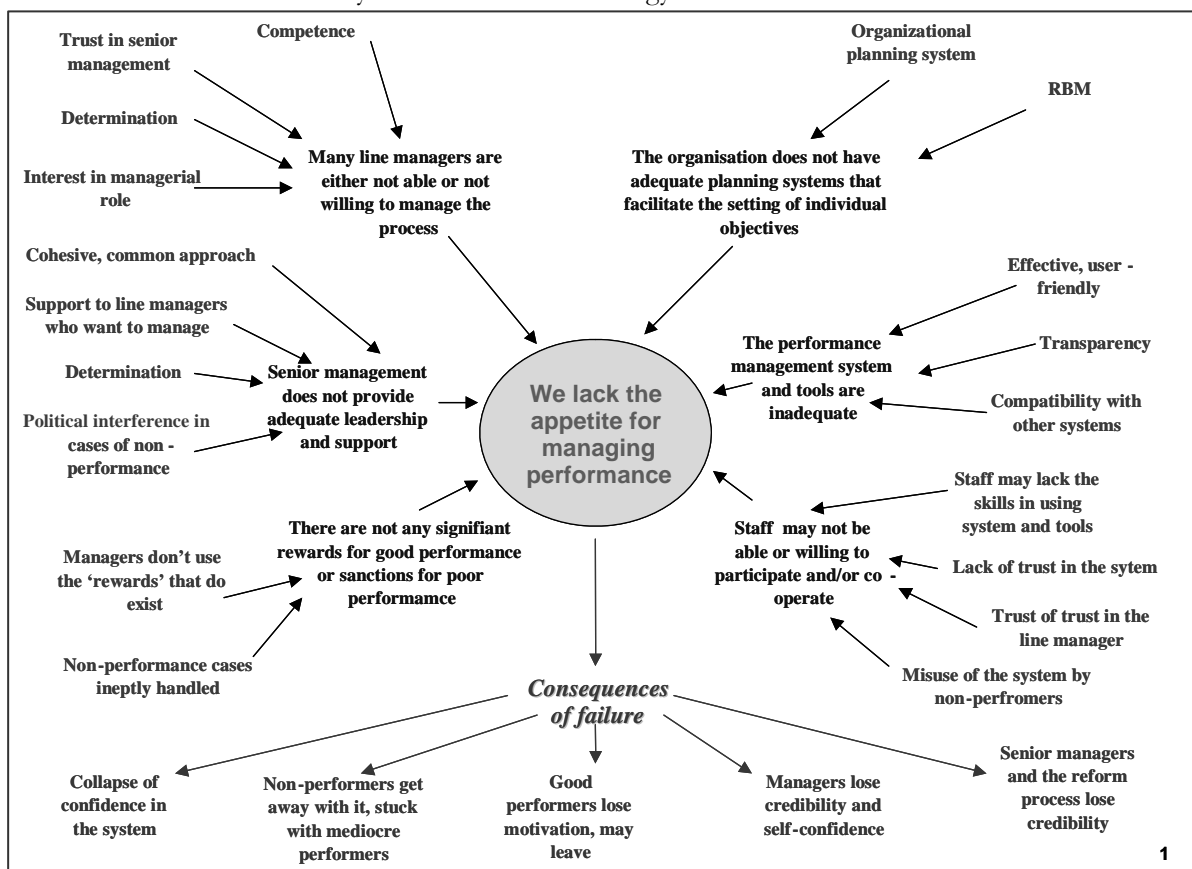 Trust in senior
management
Competence
Organizational
planning system
RBM
Determination
Interest in managerial
role
Many line managers are
either not able or not
willing to manage the
process
The organisation does not have
adequate planning systems that
facilitate the setting of individual
objectives
Cohesive, common approach
Support to line managers
who want to manage
Determination
Political interference in
cases of non -
performance
Senior management
does not provide
adequate leadership
and support
We lack the
appetite for
managing
performance
The performance
management system
and tools are
inadequate
Effective, user -
friendly
Transparency
Compatibility with
other systems
There are not any signifiant
rewards for good performance
or sanctions for poor
performamce
Managers don't use
the 'rewards' that do
exist
Non-performance cases
ineptly handled
Staff may not be
able or willing to
participate and/or co -
operate
Staff may lack the
skills in using
system and tools
Lack of trust in the sytem
Trust of trust in the
line manager
Misuse of the system by
non-perfromers
Consequences
of failure
Collapse of
confidence in
the system
Non-performers get
away with it, stuck
with mediocre
performers
Good
performers lose
motivation, may
leave
Managers lose
credibility and
self-confidence
Senior managers
and the reform
process lose
credibility
1